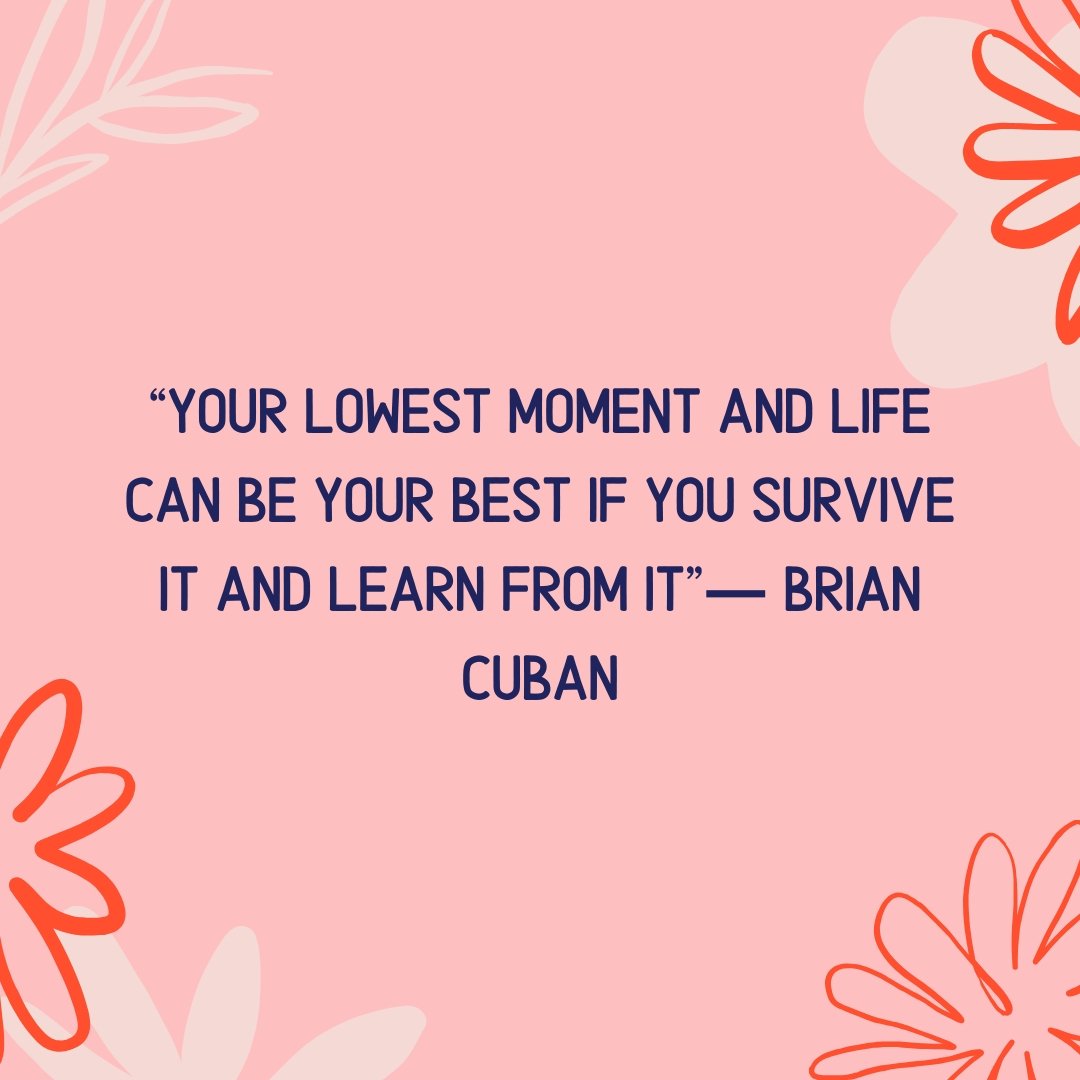 “YOUR LOWEST MOMENT AND LIFE
CAN BE YOUR BEST IF YOU SURVIVE
IT AND LEARN FROM IT”— BRIAN
CUBAN